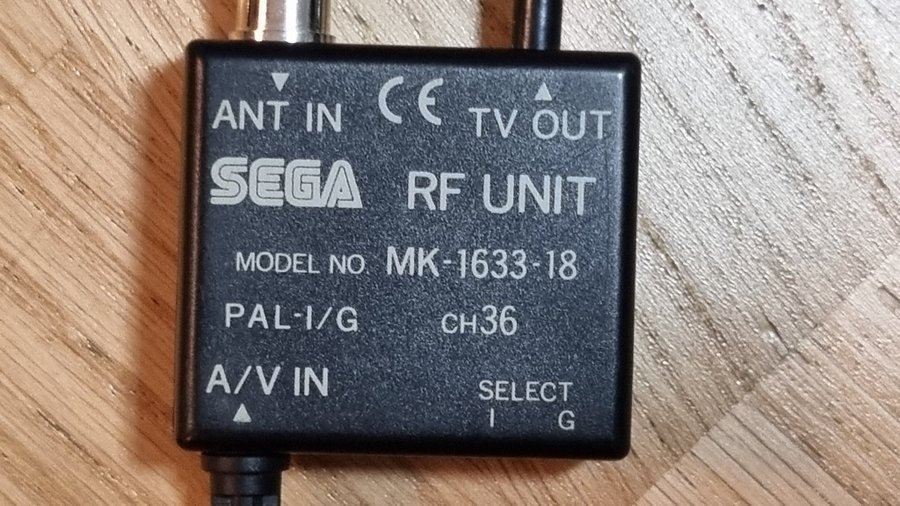 ANT IN CE TV OUT
SEGA RF UNIT
MODEL NO. MK-1633-18
PAL-I/G CH36
A/V IN SELECT
I G